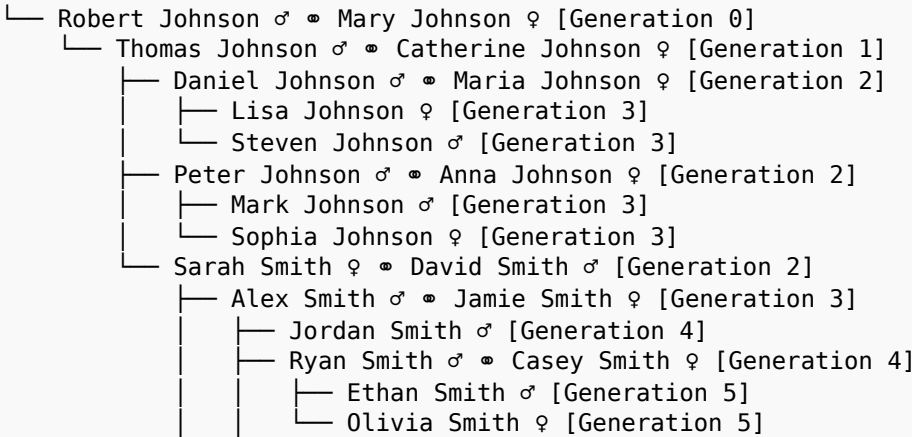 └── Robert Johnson ♂ ⚭ Mary Johnson ♀ [Generation 0]
    └── Thomas Johnson ♂ ⚭ Catherine Johnson ♀ [Generation 1]
        ├── Daniel Johnson ♂ ⚭ Maria Johnson ♀ [Generation 2]
        │   ├── Lisa Johnson ♀ [Generation 3]
        │   └── Steven Johnson ♂ [Generation 3]
        ├── Peter Johnson ♂ ⚭ Anna Johnson ♀ [Generation 2]
        │   ├── Mark Johnson ♂ [Generation 3]
        │   └── Sophia Johnson ♀ [Generation 3]
        └── Sarah Smith ♀ ⚭ David Smith ♂ [Generation 2]
            ├── Alex Smith ♂ ⚭ Jamie Smith ♀ [Generation 3]
            │   ├── Jordan Smith ♂ [Generation 4]
            │   ├── Ryan Smith ♂ ⚭ Casey Smith ♀ [Generation 4]
            │   │   ├── Ethan Smith ♂ [Generation 5]
            │   │   └── Olivia Smith ♀ [Generation 5]